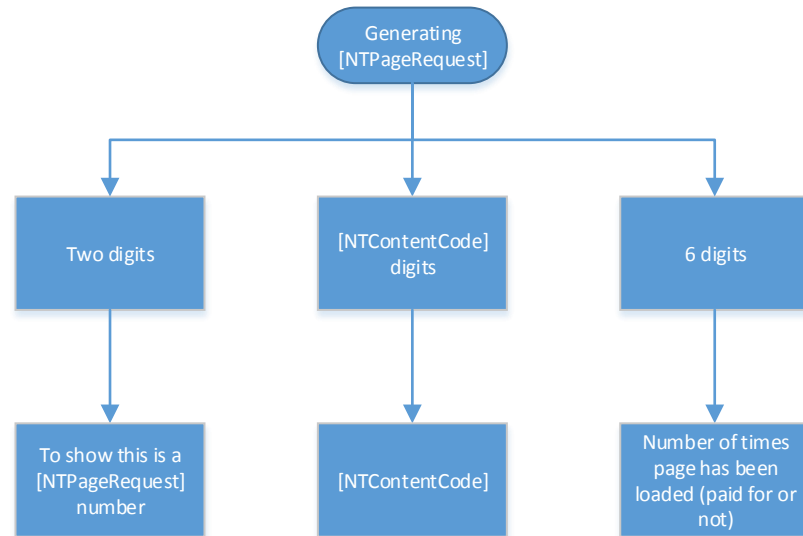 Generating
[NTPageRequest]
Two digits
[NTContentCode]
digits
6 digits
To show this is a
[NTPageRequest]
number
[NTContentCode]
Number of times
page has been
loaded (paid for or
not)